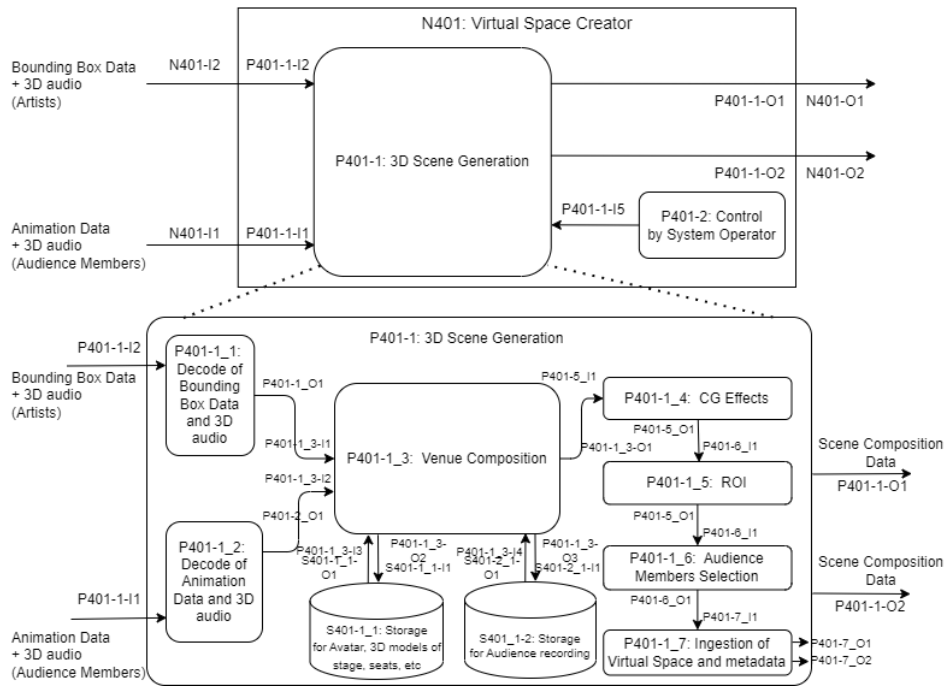 N401: Virtual Space Creator
Bounding Box Data
+ 3D audio
(Artists)
N401-I2
P401-1-I2
P401-1: 3D Scene Generation
P401-1-O1
N401-O1
P401-1-O2
N401-O2
P401-1-I5
P401-2: Control
by System Operator
Animation Data
+ 3D audio
(Audience Members)
N401-I1
P401-1-I1
P401-1: 3D Scene Generation
P401-1-I2
Bounding Box Data
+ 3D audio
(Artists)
P401-1_1:
Decode of
Bounding
Box Data
and 3D
audio
P401-1_O1
P401-1_3-I1
P401-1_3-I2
P401-2_O1
P401-1_2:
Decode of
Animation
Data and 3D
audio
P401-1-I1
Animation Data
+ 3D audio
(Audience Members)
P401-1_3: Venue Composition
P401-1_3-I3
S401-1_1-
O1
P401-1_3-
O2
S401-1_1-I1
P401-1_3-I4
S401-2_1-
O1
P401-1_3-
O3
S401-2_1-I1
S401-1_1: Storage
for Avatar, 3D models of
stage, seats, etc
S401_1-2: Storage
for Audience recording
P401-5_I1
P401-1_3-O1
P401-1_4: CG Effects
P401-5_O1
P401-6_I1
P401-1_5: ROI
P401-5_O1
P401-6_I1
P401-1_6: Audience
Members Selection
P401-6_O1
P401-7_I1
P401-1_7: Ingestion of
Virtual Space and metadata
P401-7_O1
P401-7_O2
Scene Composition
Data
P401-1-O1
Scene Composition
Data
P401-1-O2